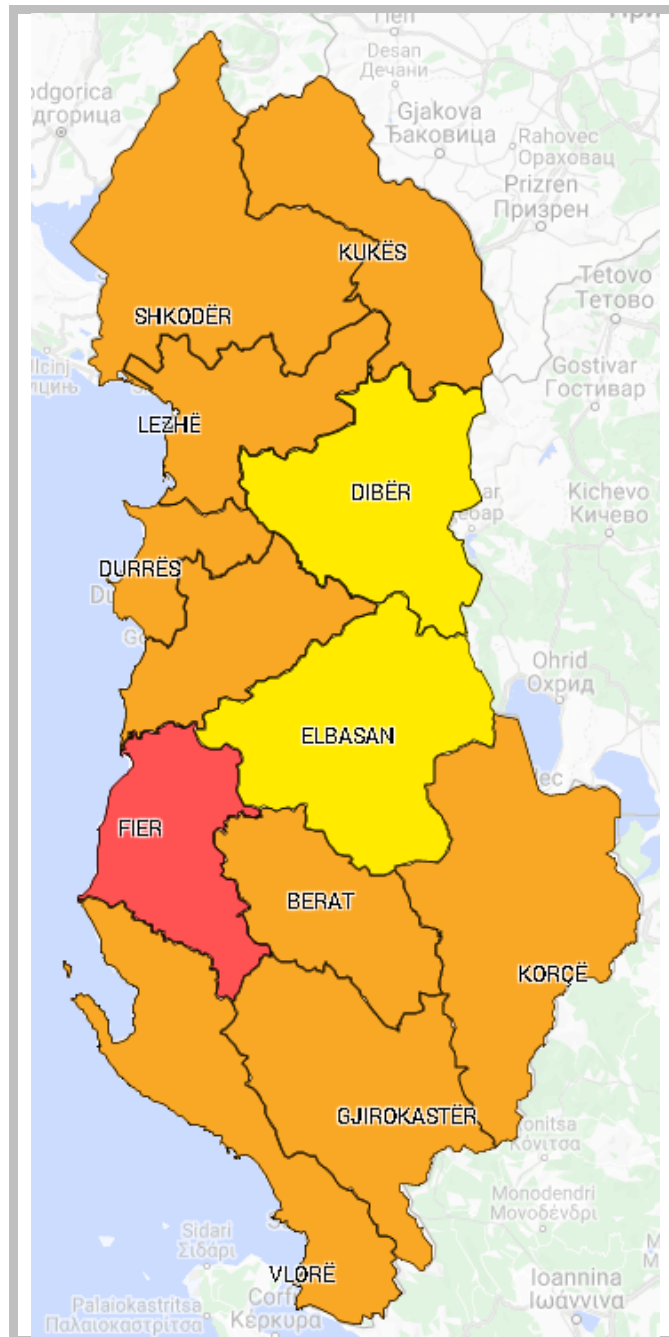 Desan
Дечани
odgorica
дгорица
Gjakova
Ђаковица
Rahovec
Ораховац
Prizren
Призрен
KUKËS
Tetovo
Тетово
SHKODËR
Ulcinj
Gostivar
Гостивар
LEZHË
DIBËR
Kichevo
Кичево
DURRËS
Ohrid
Охрид
ELBASAN
FIER
BERAT
KORÇË
GJIROKASTËR
Κόνιτσα
Monodendri
Μονοδένδρι
Sidari
Σιδάρι
VLORË
Ioannina
Ιωάννινα
Palaiokastritsa
Παλαιοκαστρίτσα
Κέρκυρα